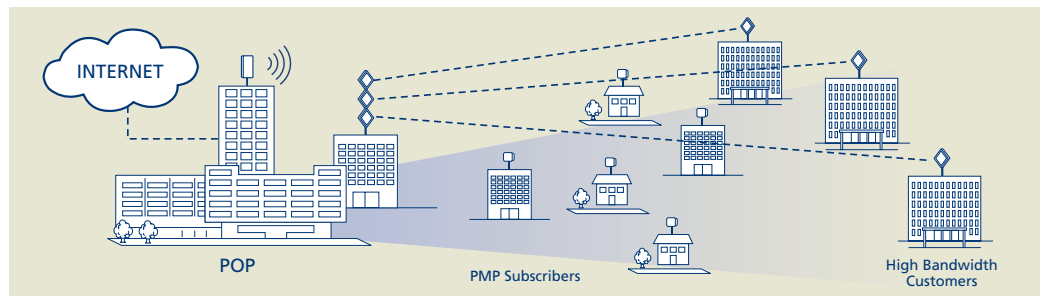 INTERNET
POP
PMP Subscribers
High Bandwidth
Customers